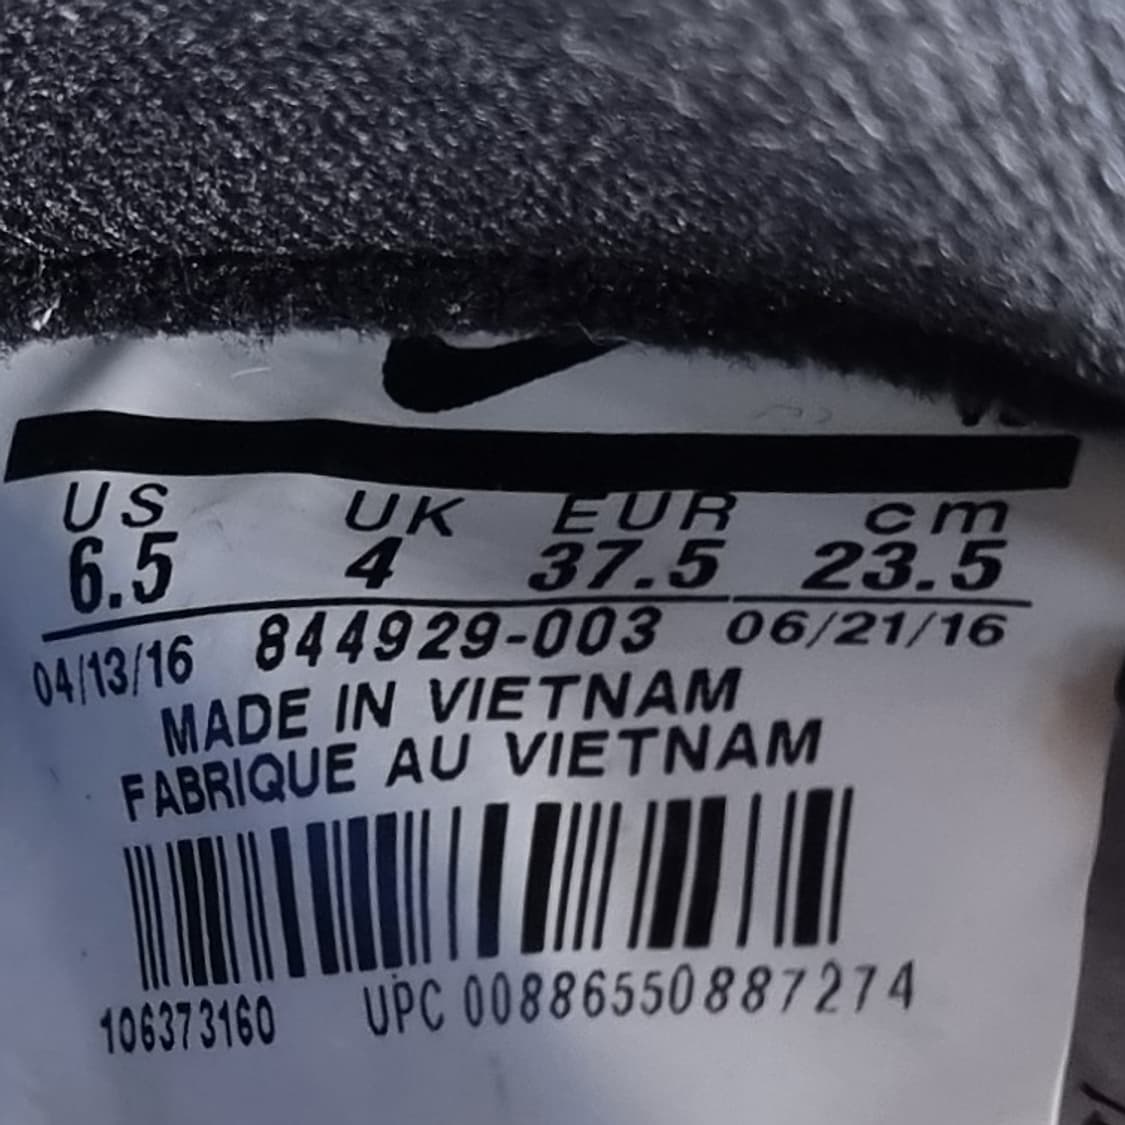 US UK EUR cm
6.5 4 37.5 23.5
04/13/16 844929-003 06/21/16
MADE IN VIETNAM
FABRIQUE AU VIETNAM
106373160 UPC 00886550887274